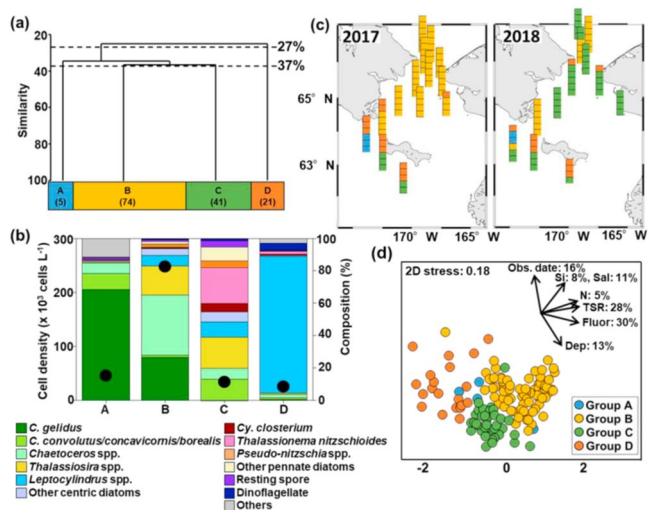 (a)
20
40
60
80
100
Similarity
27%
37%
A B C D
(5) (74) (41) (21)
(b)
300
200
100
0
Cell density (x 10³ cells L⁻¹)
100
80
60
40
20
0
Composition (%)
A B C D
C. gelidus
C. convolutus/concavicornis/borealis
Chaetoceros spp.
Thalassiosira spp.
Leptocylindrus spp.
Other centric diatoms
Cy. closterium
Thalassionema nitzschioides
Pseudo-nitzschia spp.
Other pennate diatoms
Resting spore
Dinoflagellate
Others
(c)
2017 2018
65°
63°
N
170° W 165° 170° W 165°
(d)
2D stress: 0.18
Obs. date: 16%
Si: 8%, Sal: 11%
N: 5%
TSR: 28%
Fluor: 30%
Dep: 13%
Group A
Group B
Group C
Group D
-2 0 2